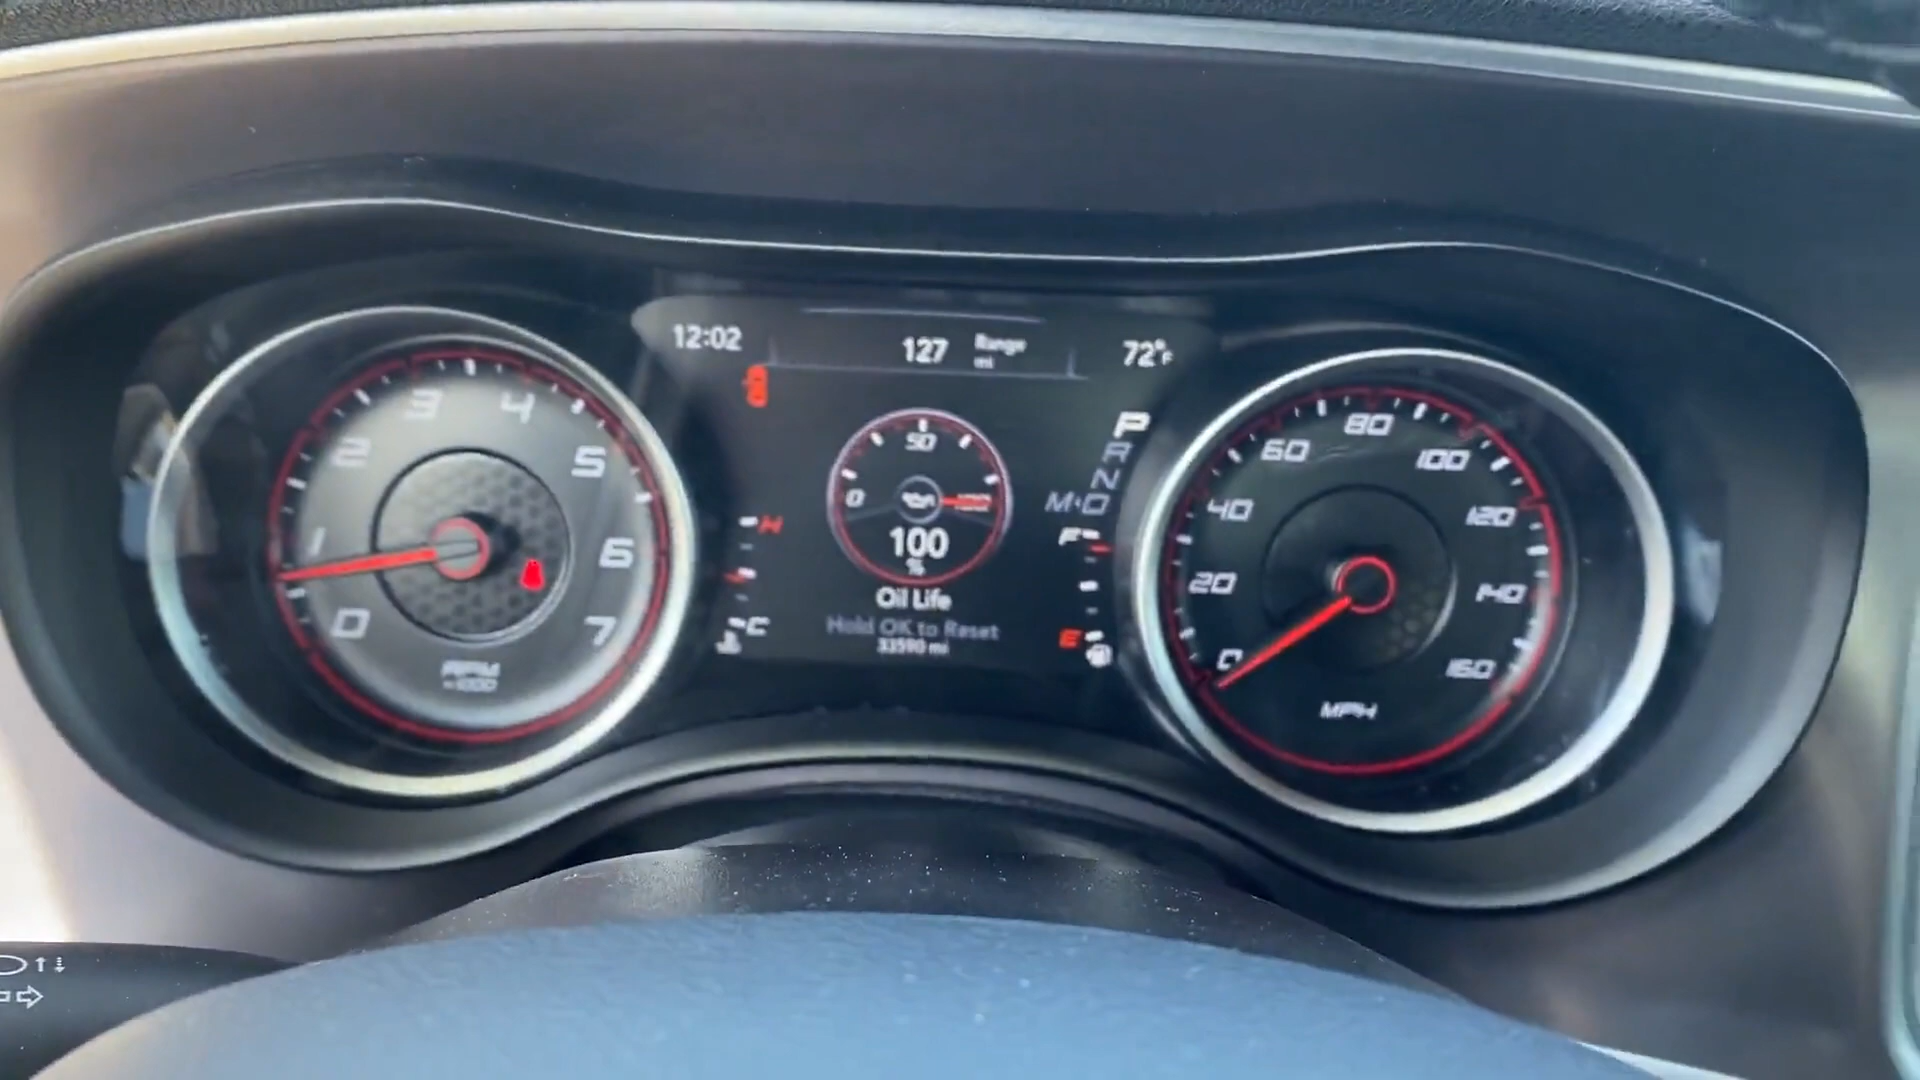 12:02
127 Range mi
72°F
3 4
2 5
1 6
0 7
RPM
×1000
H
C
50
0
100
%
Oil Life
Hold OK to Reset
33590 mi
P
R
N
M·D
F
E
80
60 100
40 120
20 140
0 160
MPH